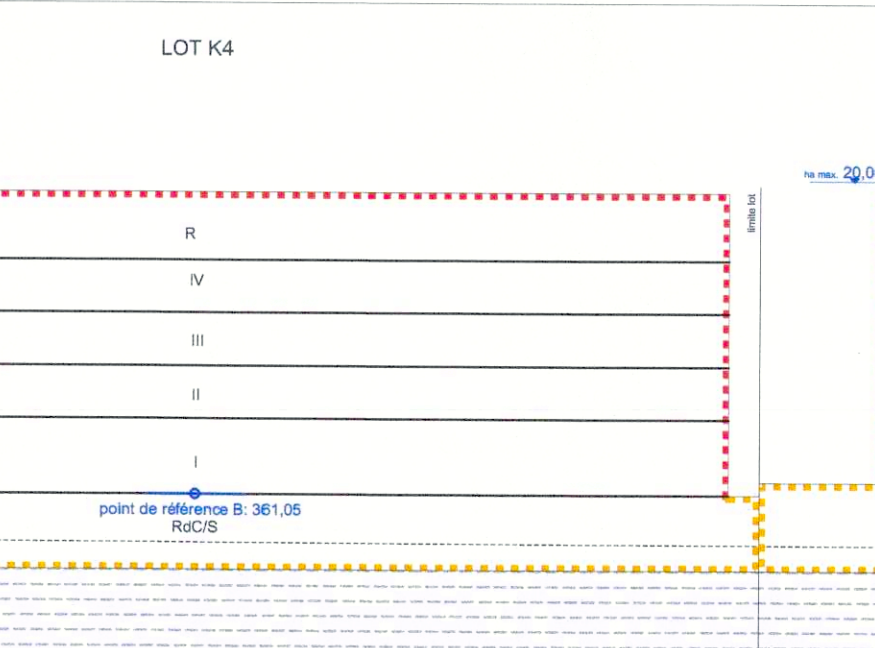 LOT K4
ha max. 20,0
limite lot
R
IV
III
II
I
point de référence B: 361,05
RdC/S